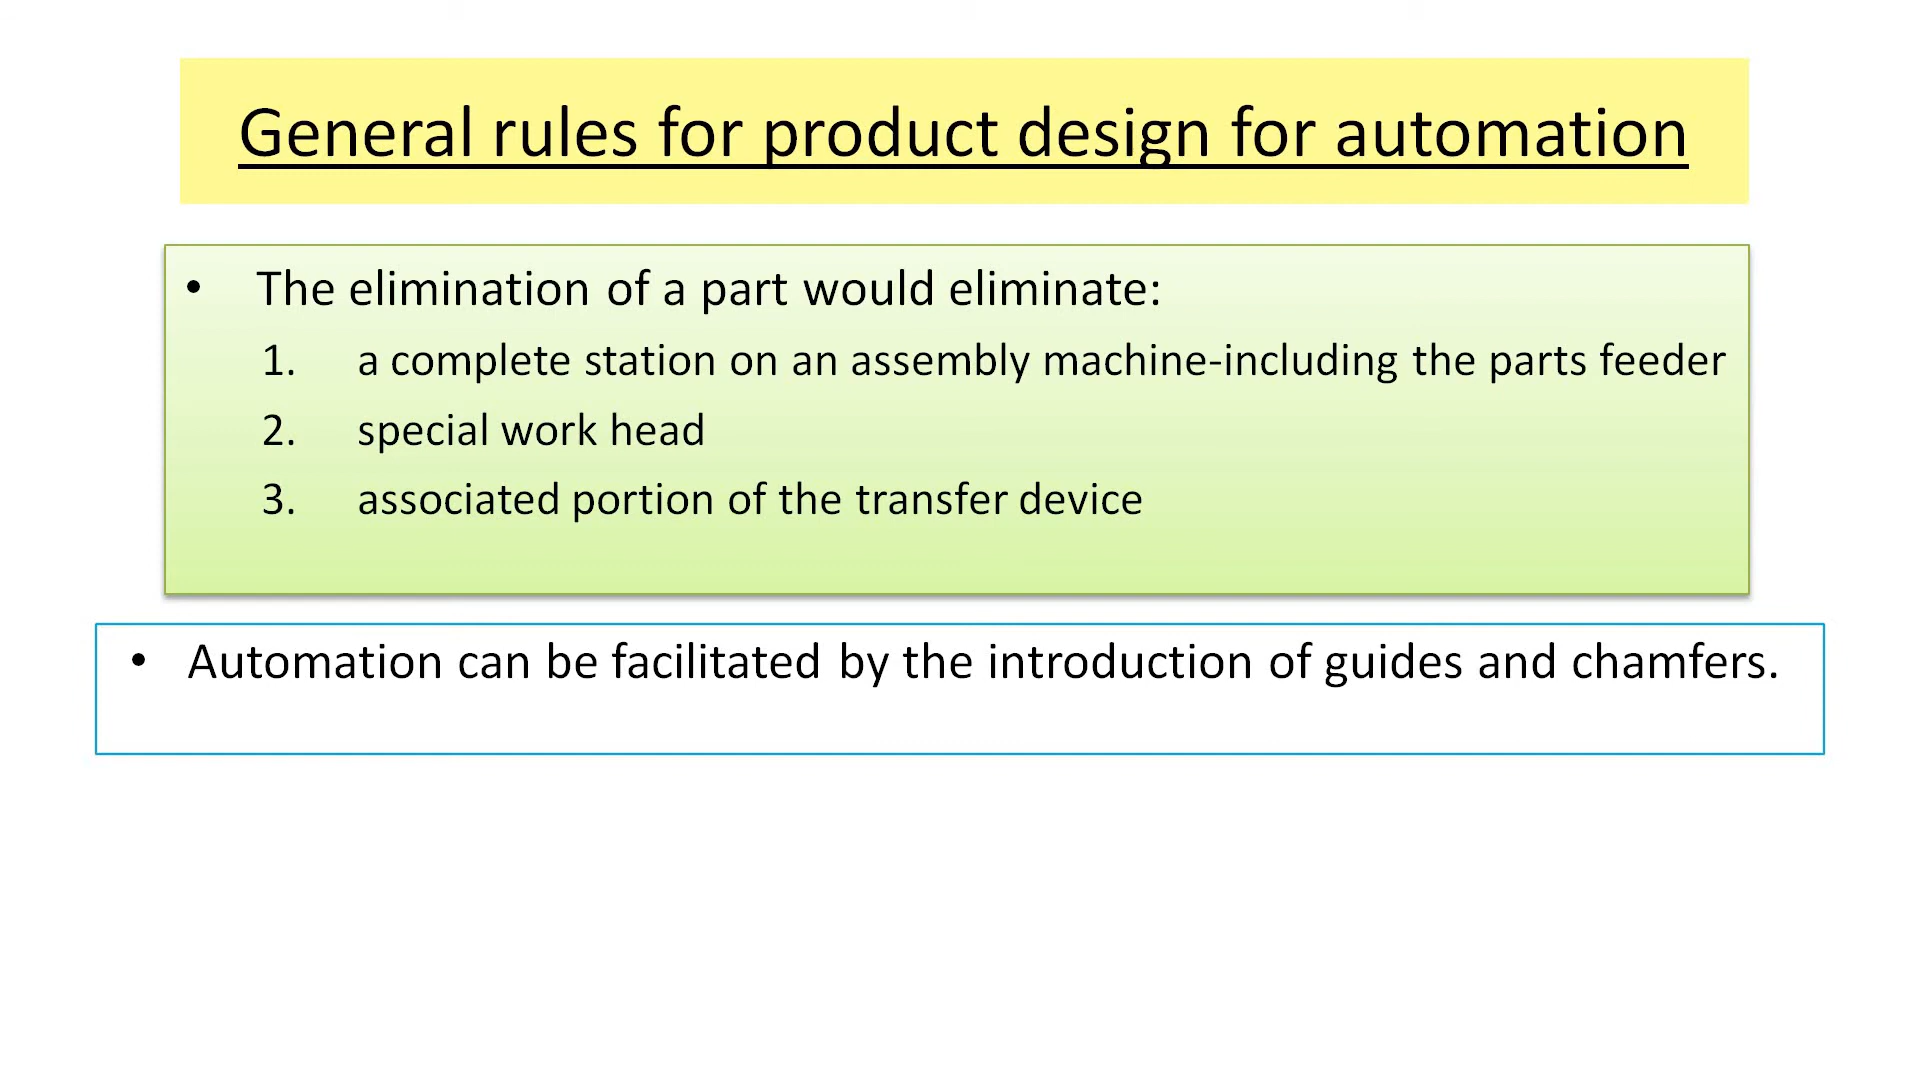 General rules for product design for automation
• The elimination of a part would eliminate:
1. a complete station on an assembly machine-including the parts feeder
2. special work head
3. associated portion of the transfer device
• Automation can be facilitated by the introduction of guides and chamfers.